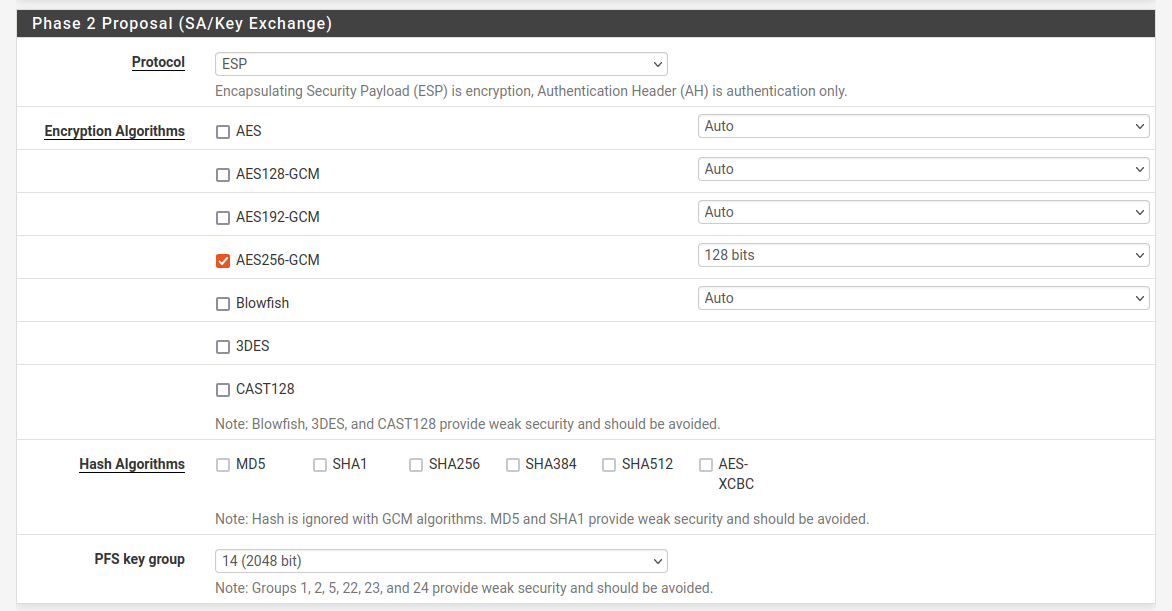 Phase 2 Proposal (SA/Key Exchange)
Protocol ESP
Encapsulating Security Payload (ESP) is encryption, Authentication Header (AH) is authentication only.
Encryption Algorithms AES Auto
AES128-GCM Auto
AES192-GCM Auto
AES256-GCM 128 bits
Blowfish Auto
3DES
CAST128
Note: Blowfish, 3DES, and CAST128 provide weak security and should be avoided.
Hash Algorithms MD5 SHA1 SHA256 SHA384 SHA512 AES-
XCBC
Note: Hash is ignored with GCM algorithms. MD5 and SHA1 provide weak security and should be avoided.
PFS key group 14 (2048 bit)
Note: Groups 1, 2, 5, 22, 23, and 24 provide weak security and should be avoided.